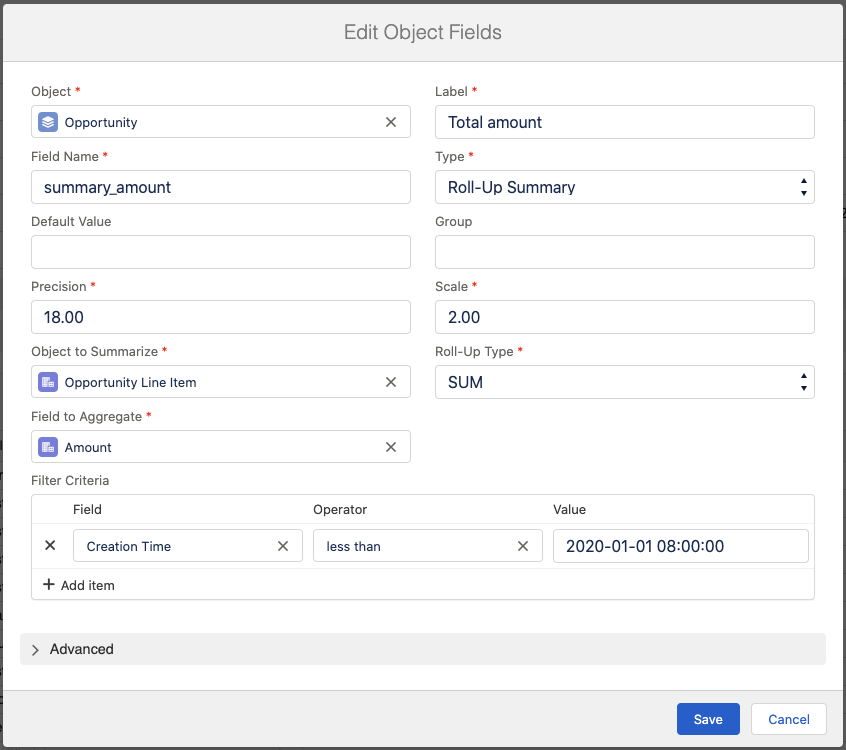 Edit Object Fields
Object *
Label *
Opportunity
Total amount
Field Name *
Type *
summary_amount
Roll-Up Summary
Default Value
Group
Precision *
Scale *
18.00
2.00
Object to Summarize *
Roll-Up Type *
Opportunity Line Item
SUM
Field to Aggregate *
Amount
Filter Criteria
Field Operator Value
Creation Time less than 2020-01-01 08:00:00
+ Add item
Advanced
Save Cancel